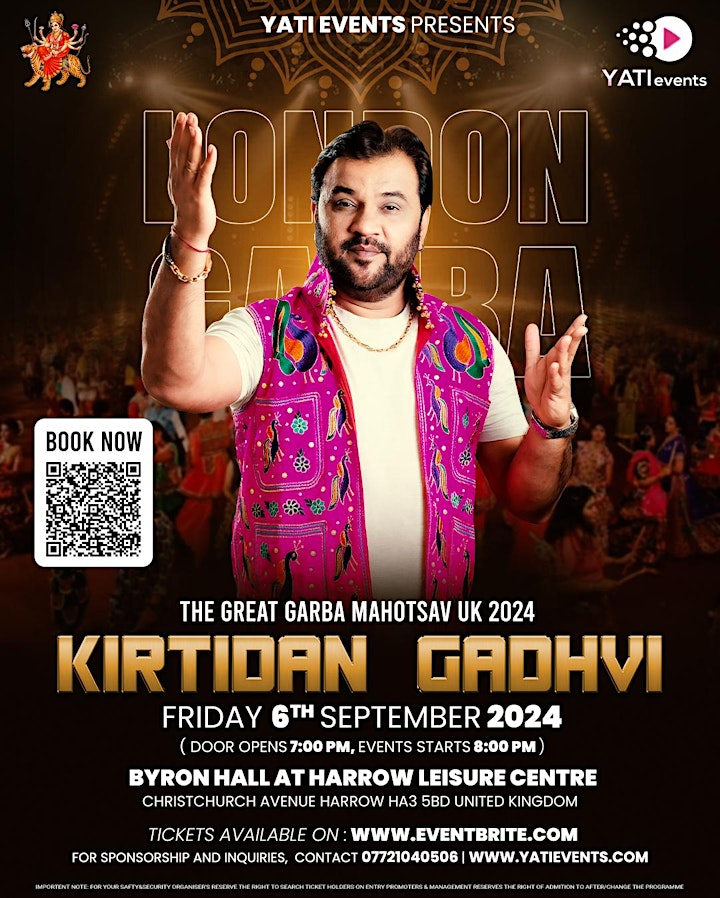 YATI EVENTS PRESENTS
YATI events
LONDON
GARBA
BOOK NOW
THE GREAT GARBA MAHOTSAV UK 2024
KIRTIDAN GADHVI
FRIDAY 6TH SEPTEMBER 2024
( DOOR OPENS 7:00 PM, EVENTS STARTS 8:00 PM )
BYRON HALL AT HARROW LEISURE CENTRE
CHRISTCHURCH AVENUE HARROW HA3 5BD UNITED KINGDOM
TICKETS AVAILABLE ON : WWW.EVENTBRITE.COM
FOR SPONSORSHIP AND INQUIRIES, CONTACT 07721040506 | WWW.YATIEVENTS.COM
IMPORTENT NOTE: FOR YOUR SAFTY&SECURITY ORGANISER'S RESERVE THE RIGHT TO SEARCH TICKET HOLDERS ON ENTRY PROMOTERS & MANAGEMENT RESERVES THE RIGHT OF ADMITION TO AFTER/CHANGE THE PROGRAMME